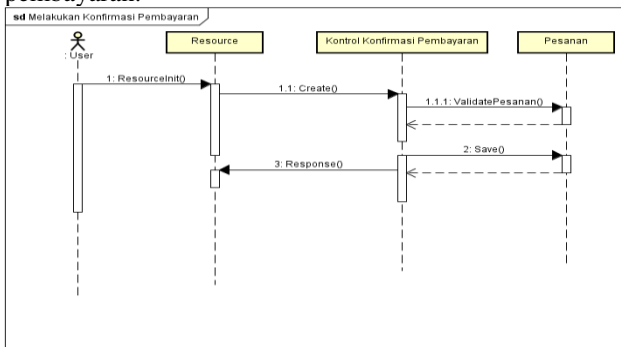 pembayaran.
sd Melakukan Konfirmasi Pembayaran
: User
Resource
Kontrol Konfirmasi Pembayaran
Pesanan
1: ResourceInit()
1.1: Create()
1.1.1: ValidatePesanan()
2: Save()
3: Response()